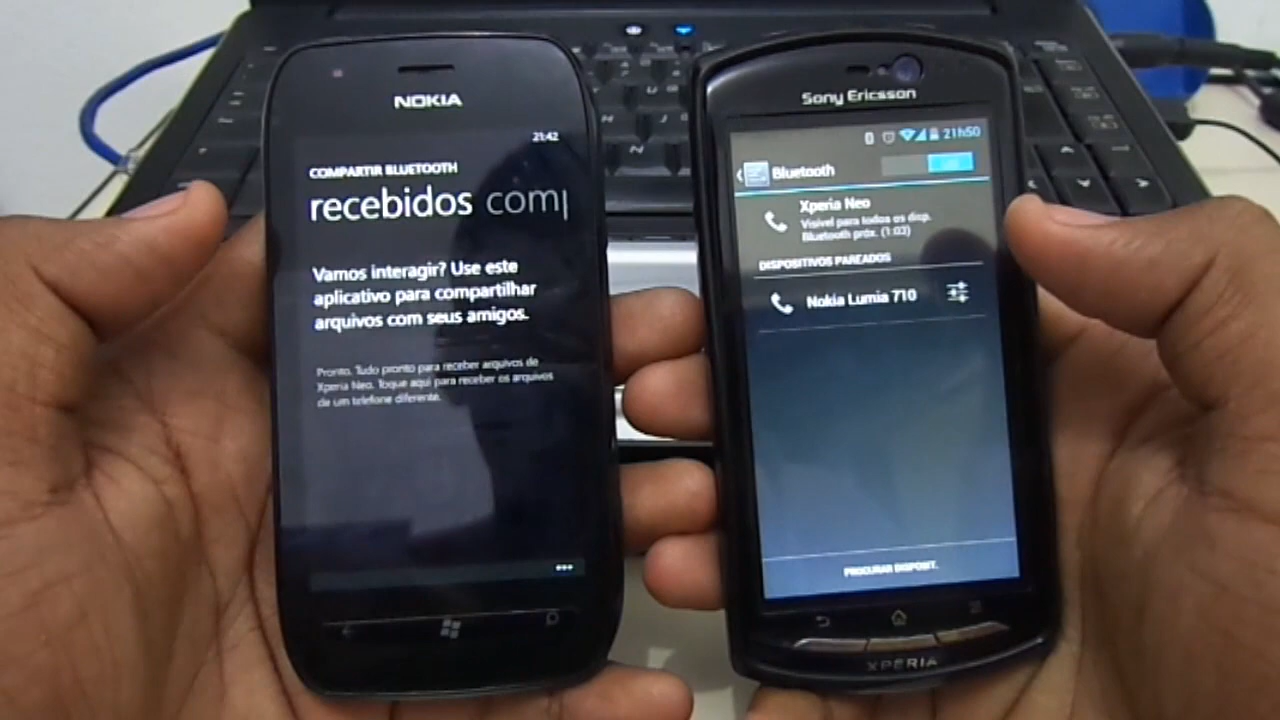 NOKIA
21:42
COMPARTIR BLUETOOTH
recebidos com
Vamos interagir? Use este
aplicativo para compartilhar
arquivos com seus amigos.
Pronto. Tudo pronto para receber arquivos de
Xperia Neo. Toque aqui para receber os arquivos
de um telefone diferente.
Sony Ericsson
21h50
Bluetooth
Xperia Neo
Visível para todos os disp.
Bluetooth próx. (1:03)
DISPOSITIVOS PAREADOS
Nokia Lumia 710
PROCURAR DISPOSIT.
XPERIA